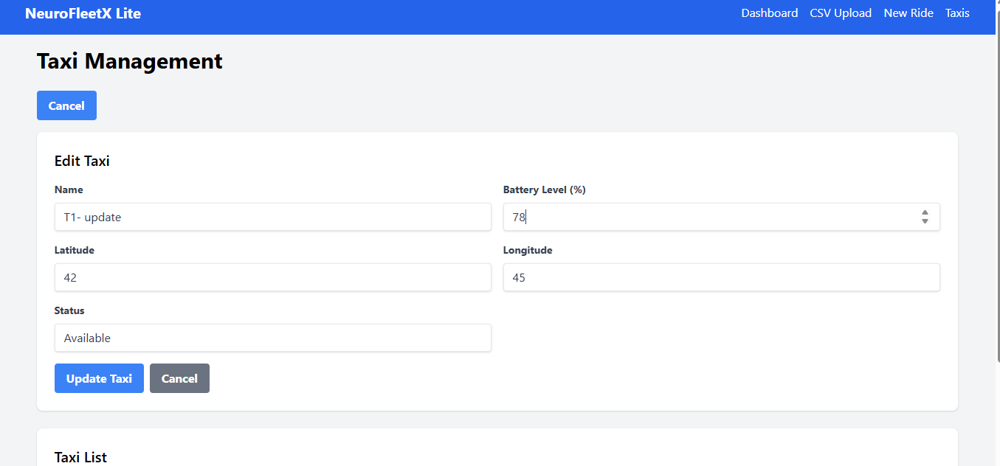 NeuroFleetX Lite
Dashboard CSV Upload New Ride Taxis
Taxi Management
Cancel
Edit Taxi
Name
T1- update
Battery Level (%)
78
Latitude
42
Longitude
45
Status
Available
Update Taxi Cancel
Taxi List